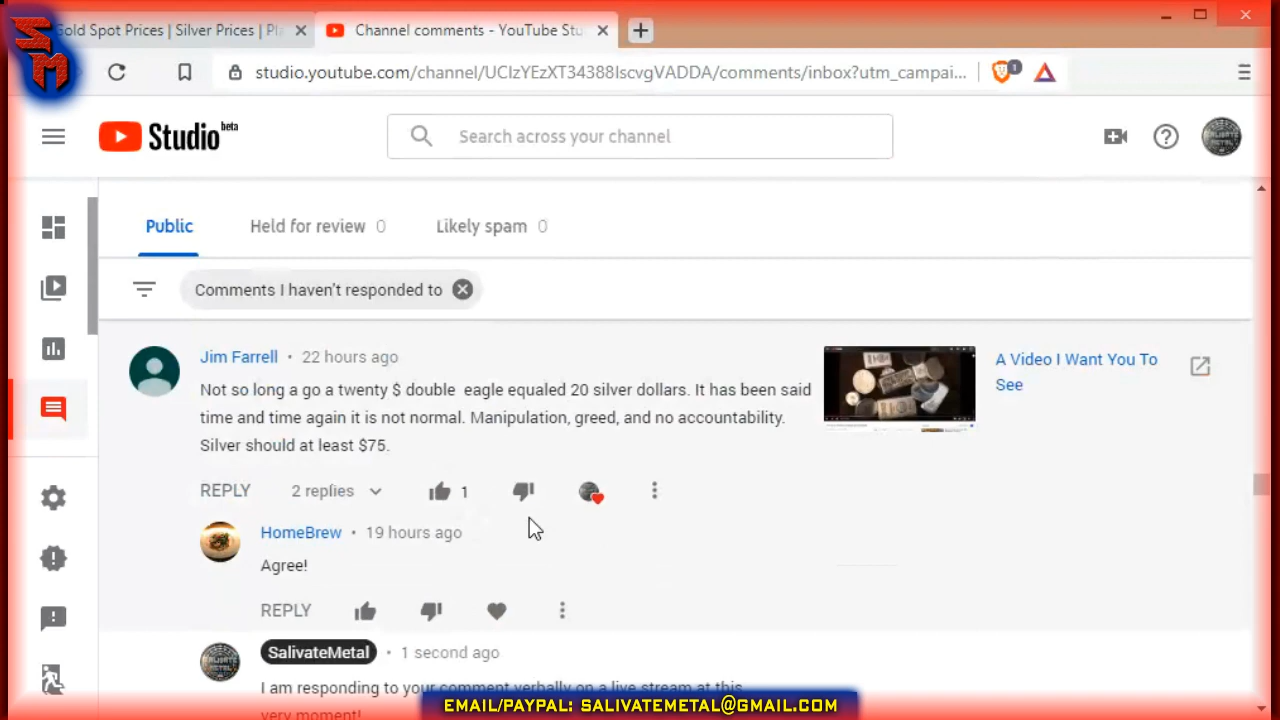 SM
Gold Spot Prices | Silver Prices | Pl
Channel comments - YouTube Stu
studio.youtube.com/channel/UCIzYEzXT34388IscvgVADDA/comments/inbox?utm_campai...
1
Studio beta
Search across your channel
Public
Held for review 0
Likely spam 0
Comments I haven't responded to
Jim Farrell • 22 hours ago
Not so long a go a twenty $ double eagle equaled 20 silver dollars. It has been said
time and time again it is not normal. Manipulation, greed, and no accountability.
Silver should at least $75.
A Video I Want You To
See
REPLY 2 replies 1
HomeBrew • 19 hours ago
Agree!
REPLY
SalivateMetal • 1 second ago
I am responding to your comment verbally on a live stream at this
very moment!
EMAIL/PAYPAL: SALIVATEMETAL@GMAIL.COM